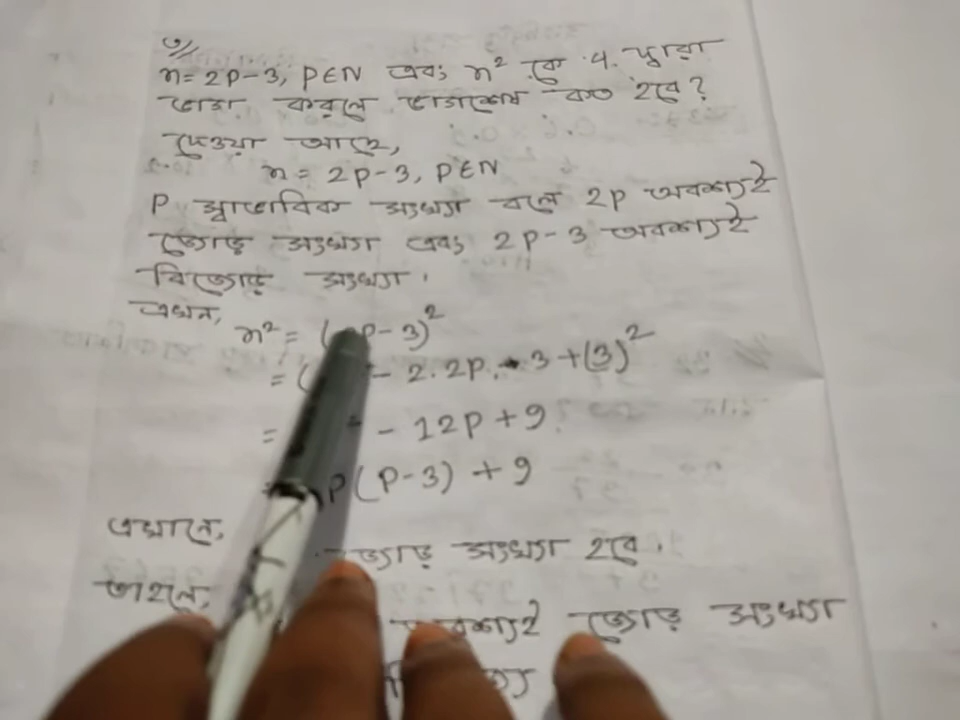 ৩//
n= 2P-3, P∈N এবং n² কে 4 দ্বারা
ভাগ করলে ভাগশেষ কত হবে?
দেওয়া আছে,
n= 2P-3, P∈N
P স্বাভাবিক সংখ্যা বলে 2P অবশ্যই
জোড় সংখ্যা এবং 2P-3 অবশ্যই
বিজোড় সংখ্যা।
এখন,
n² = ( P-3)²
= ( - 2.2P. 3 +(3)²
= ² - 12P + 9
P(P-3) + 9
এখানে,
জোড় সংখ্যা হবে।
তাহলে,
অবশ্যই জোড় সংখ্যা